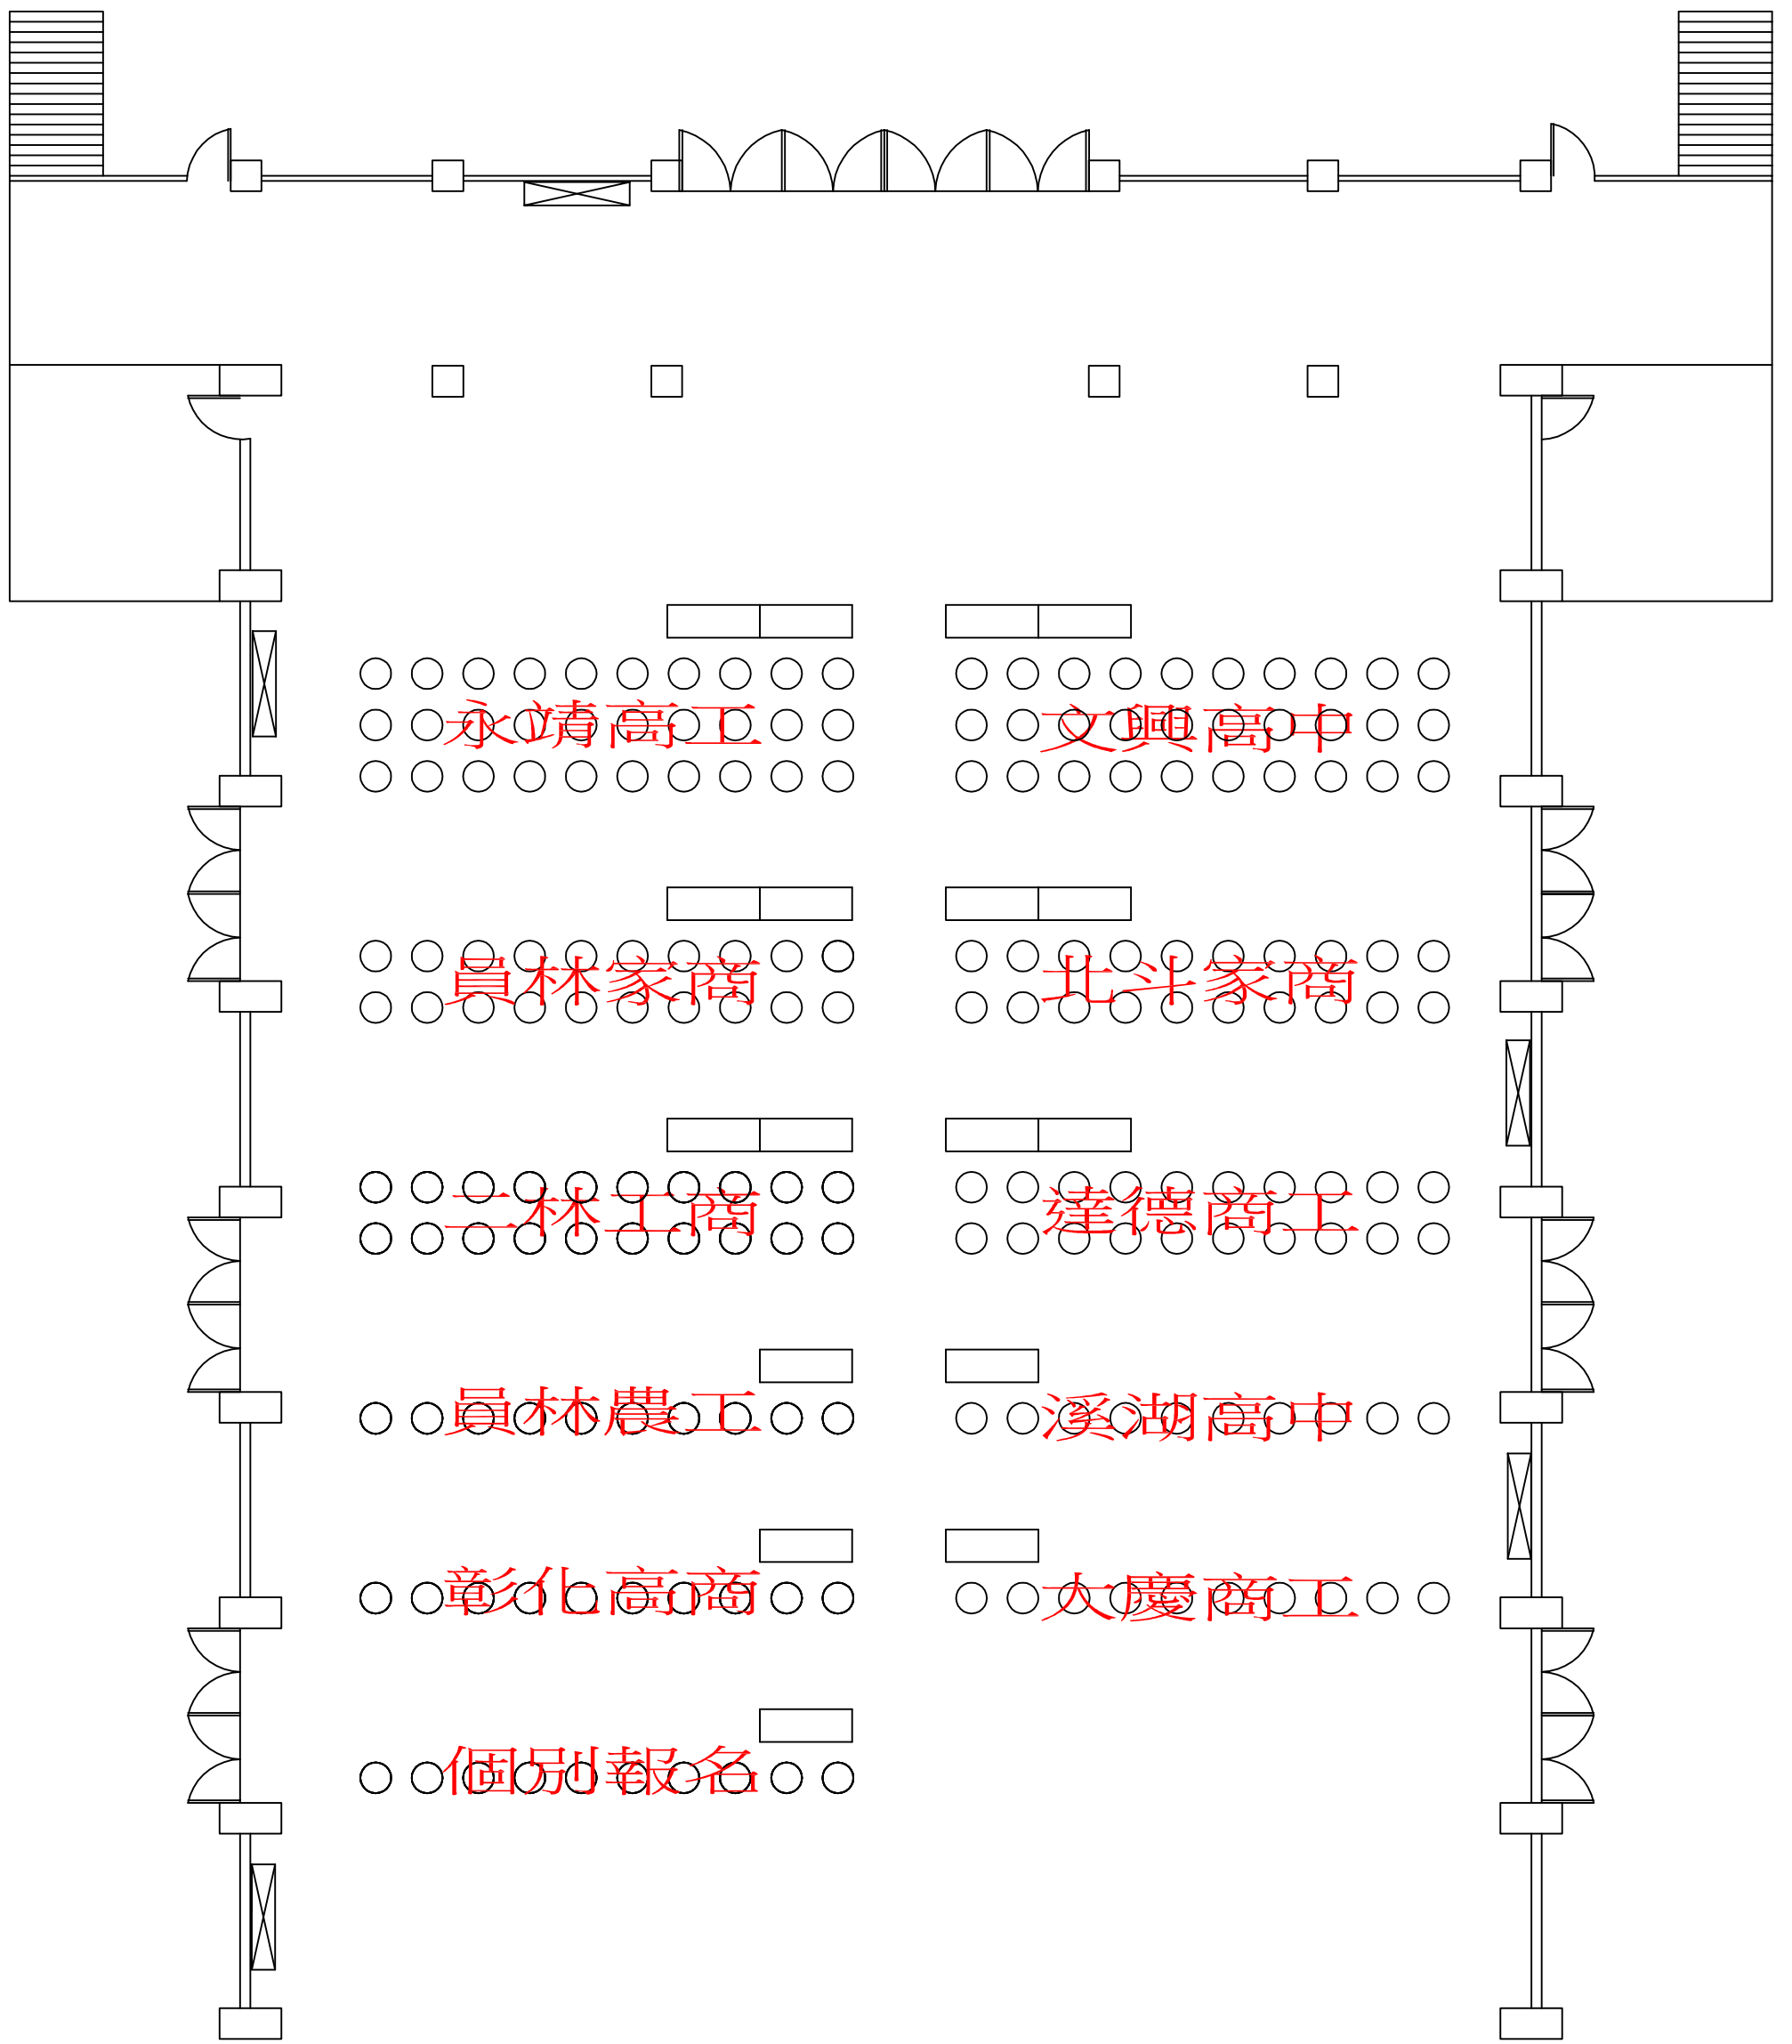 永靖高工 文興高中
員林家商 北斗家商
二林工商 達德商工
員林農工 溪湖高中
彰化高商 大慶商工
個別報名